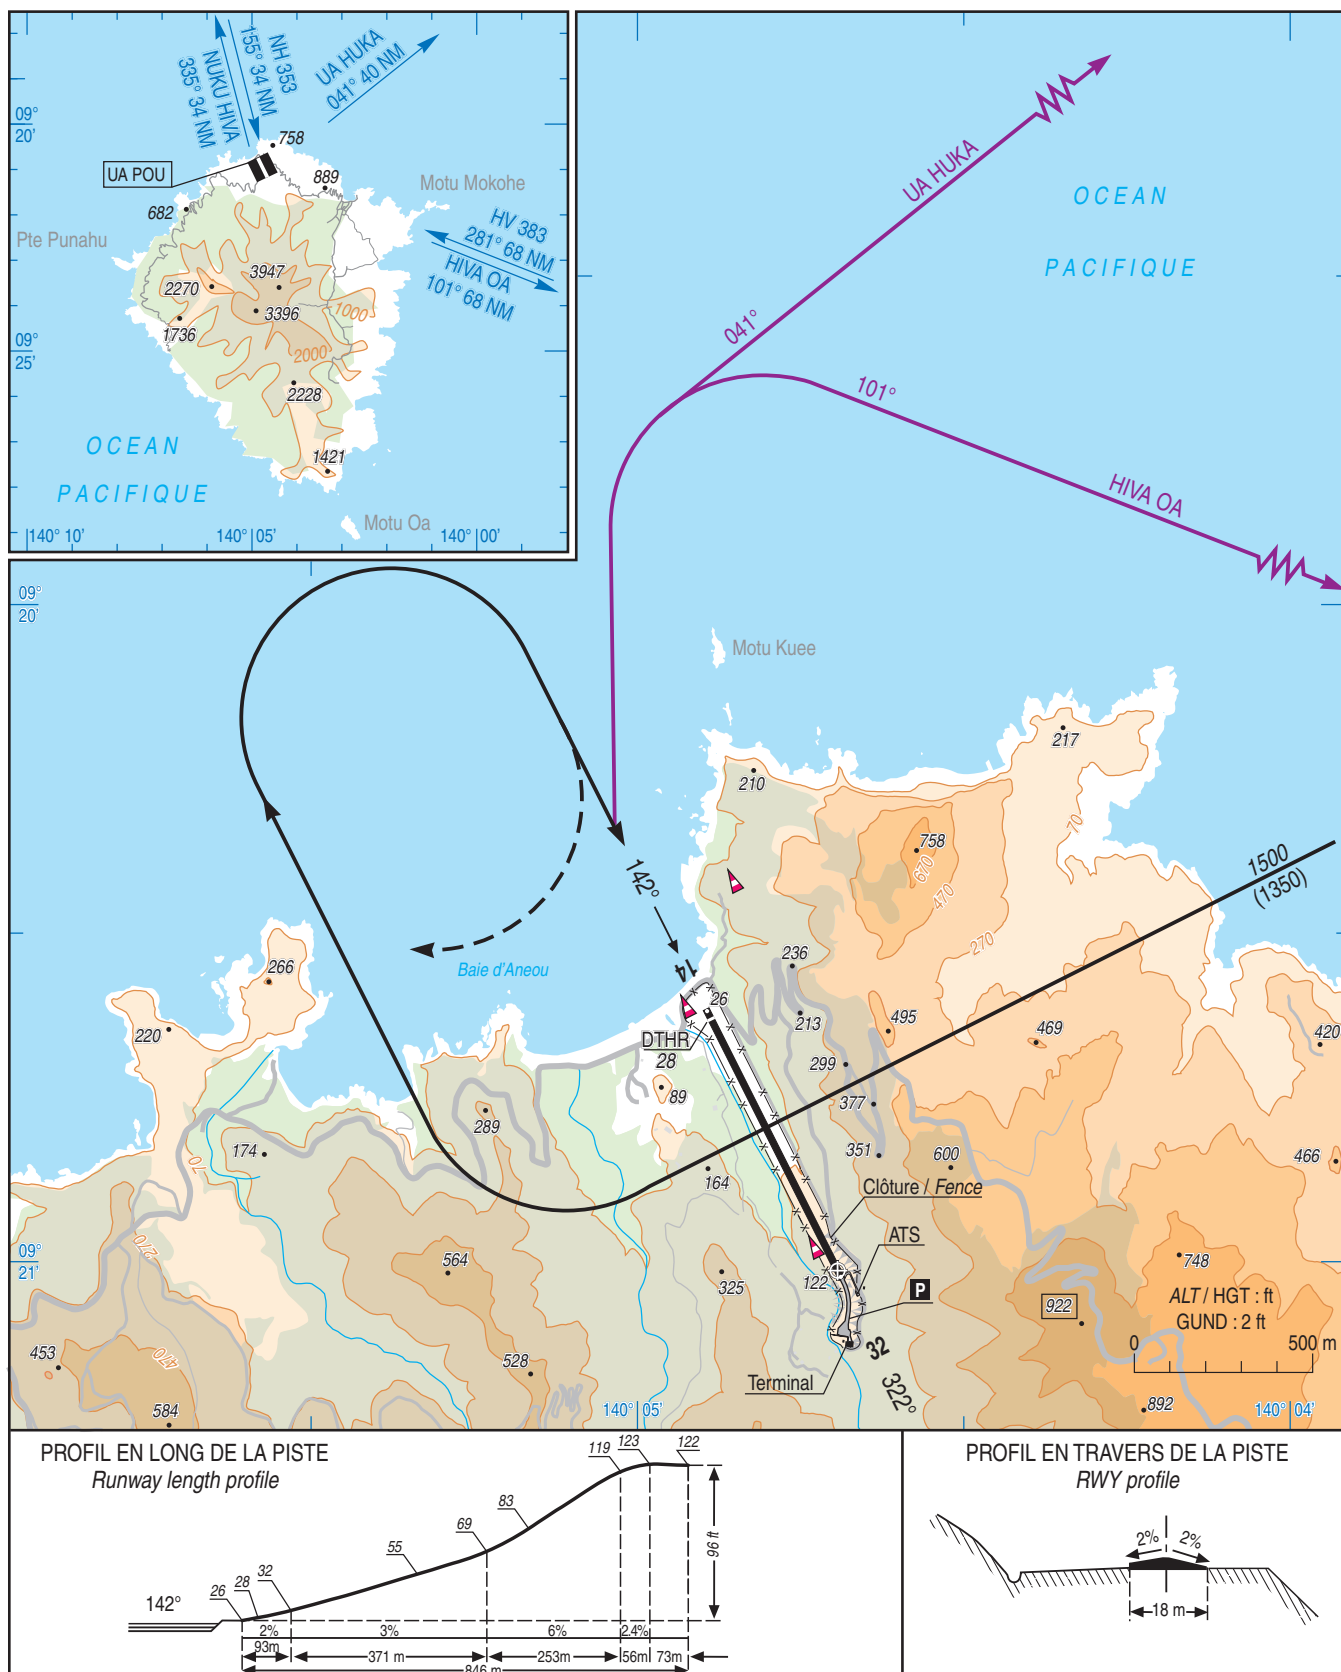 NH 353
155° 34 NM
NUKU HIVA
335° 34 NM
UA HUKA
041° 40 NM
09°
20'
758
UA POU
889
Motu Mokohe
682
Pte Punahu
HV 383
281° 68 NM
HIVA OA
101° 68 NM
3947
2270
3396
1000
1736
2000
09°
25'
2228
OCEAN
PACIFIQUE
1421
Motu Oa
140° 10'
140° 05'
140° 00'
UA HUKA
041°
OCEAN
PACIFIQUE
101°
HIVA OA
09°
20'
Motu Kuee
217
210
70
758
670
470
142°
1500
(1350)
270
266
Baie d'Aneou
14
236
26
220
213
495
469
420
DTHR
28
299
89
377
289
174
351
600
466
164
70
Clôture / Fence
ATS
09°
21'
270
564
325
122
748
P
922
ALT / HGT : ft
GUND : 2 ft
0 500 m
453
470
528
32
322°
Terminal
584
140° 05'
892
140° 04'
PROFIL EN LONG DE LA PISTE
Runway length profile
119
123
122
83
69
55
32
28
26
142°
96 ft
2%
3%
6%
2.4%
93m
371 m
253m
56m
73m
846 m
PROFIL EN TRAVERS DE LA PISTE
RWY profile
2%
2%
18 m